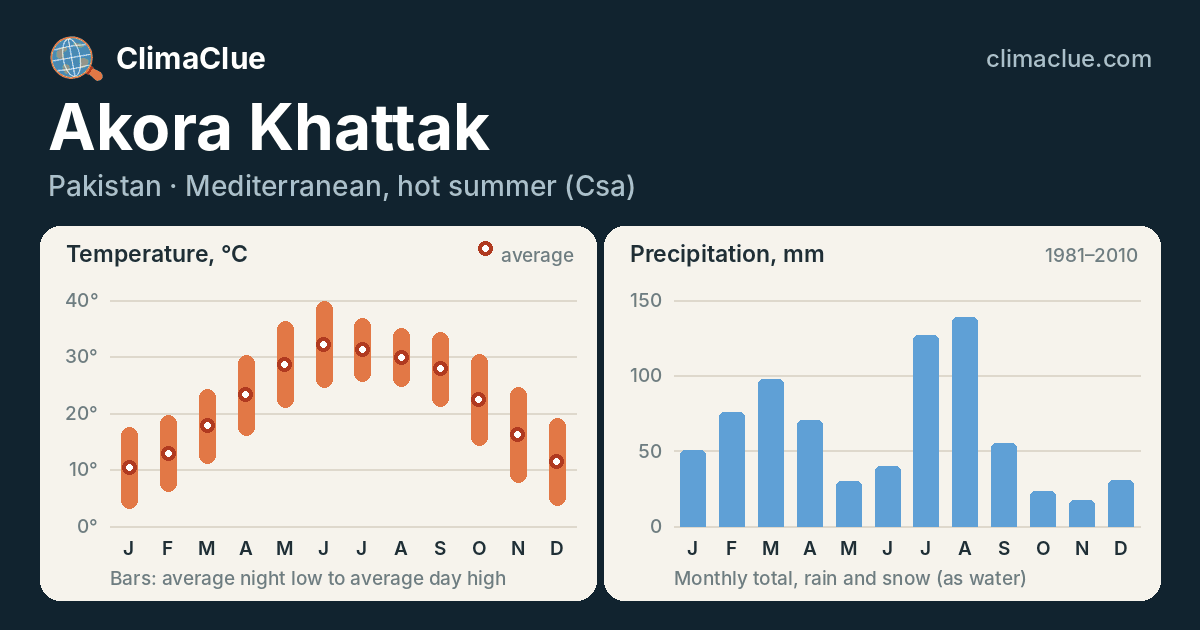 ClimaClue
climaclue.com
Akora Khattak
Pakistan · Mediterranean, hot summer (Csa)
Temperature, °C
average
40°
30°
20°
10°
0°
J F M A M J J A S O N D
Bars: average night low to average day high
Precipitation, mm
1981–2010
150
100
50
0
J F M A M J J A S O N D
Monthly total, rain and snow (as water)